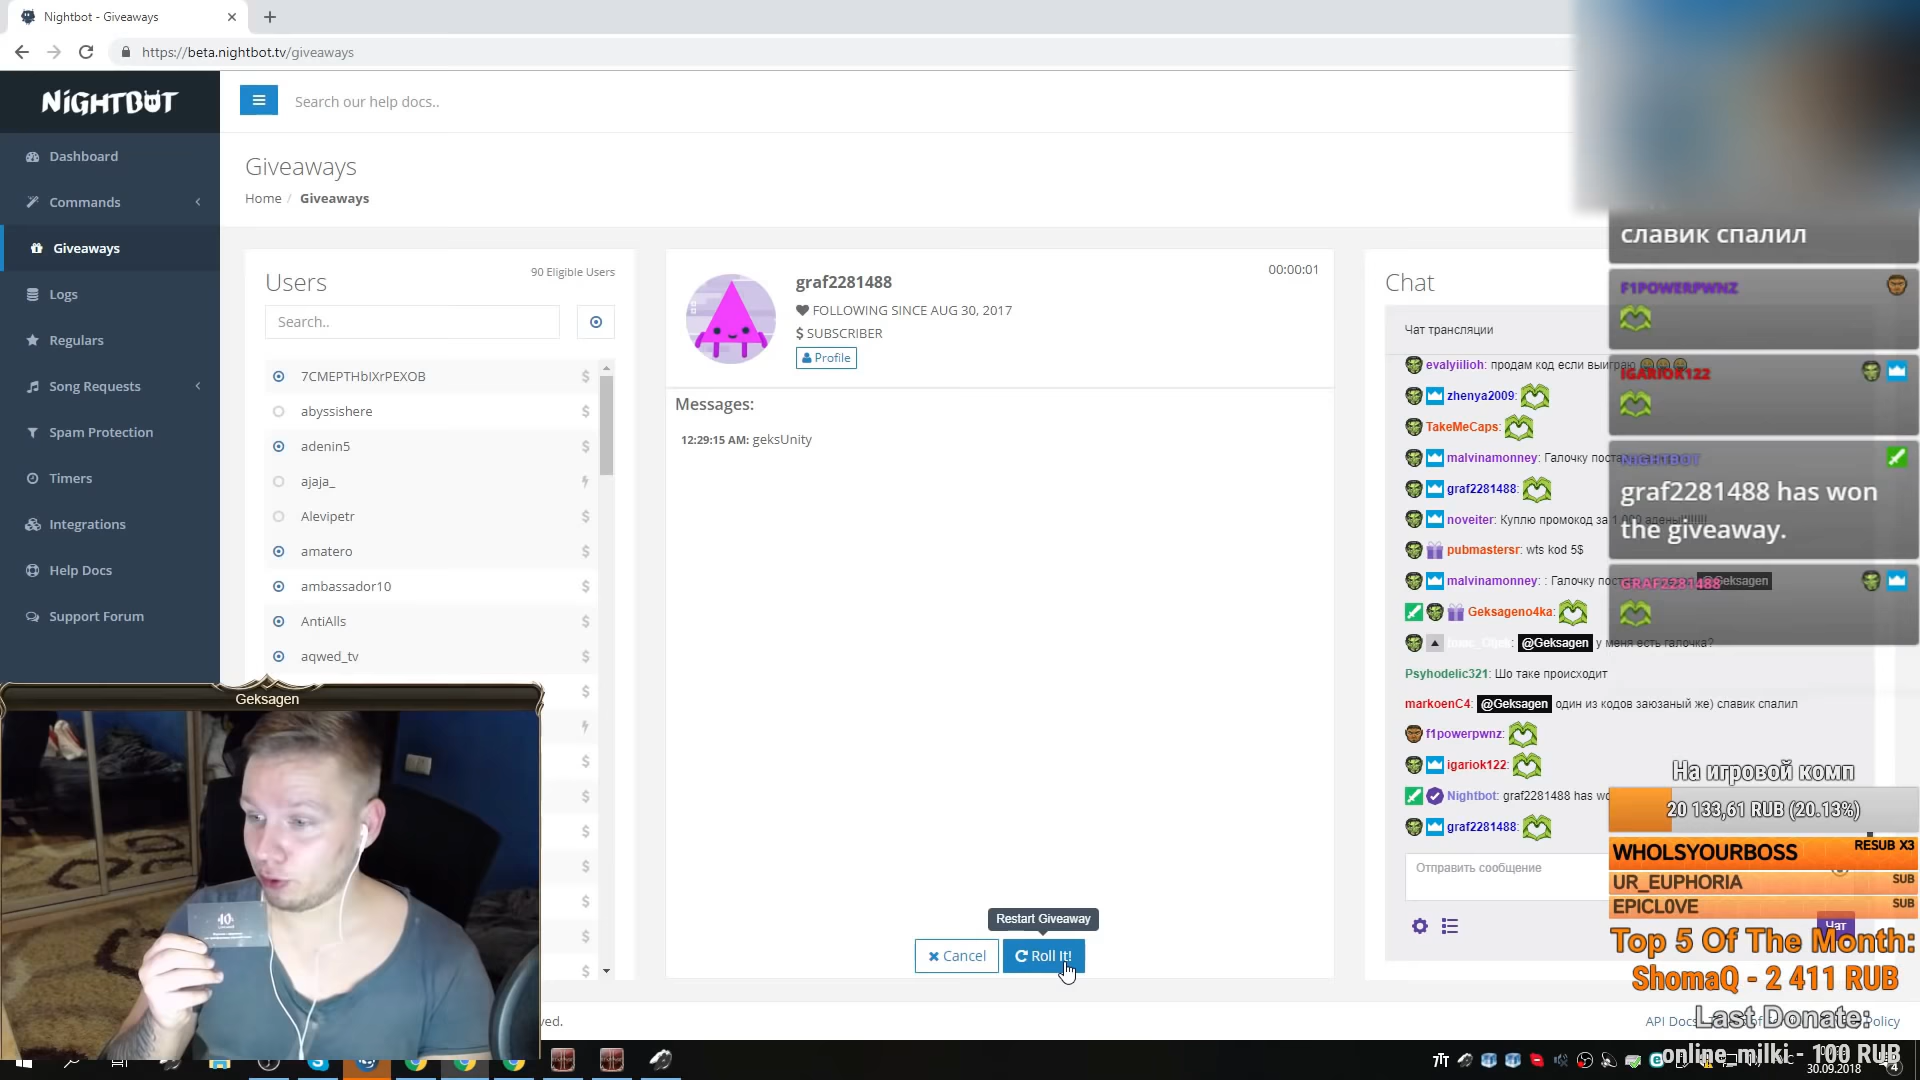 Nightbot - Giveaways
https://beta.nightbot.tv/giveaways
NIGHTBOT
Search our help docs..
Dashboard
Commands
Giveaways
Logs
Regulars
Song Requests
Spam Protection
Timers
Integrations
Help Docs
Support Forum
Giveaways
Home / Giveaways
Users
90 Eligible Users
Search..
7CMEPTHbIXrPEXOB
abyssishere
adenin5
ajaja_
Alevipetr
amatero
ambassador10
AntiAlls
aqwed_tv
graf2281488
00:00:01
FOLLOWING SINCE AUG 30, 2017
$ SUBSCRIBER
Profile
Messages:
12:29:15 AM: geksUnity
Restart Giveaway
Cancel
Roll It!
Chat
Чат трансляции
evalyiilioh: продам код если выиграю
zhenya2009:
TakeMeCaps:
malvinamonney: Галочку
graf2281488:
noveiter: Куплю промокод за
pubmastersr: wts kod 5$
malvinamonney: : Галочку
@Geksagen
Geksageno4ka:
@Geksagen у меня есть галочка?
Psyhodelic321: Шо таке происходит
markoenC4: @Geksagen один из кодов заюзаный же) славик спалил
f1powerpwnz:
igariok122:
Nightbot: graf2281488 has
graf2281488:
Отправить сообщение
Чат
славик спалил
F1POWERPWNZ
IGARIOK122
NIGHTBOT
graf2281488 has won
the giveaway.
GRAF2281488
На игровой комп
20 133,61 RUB (20.13%)
WHOLSYOURBOSS RESUB X3
UR_EUPHORIA SUB
EPICL0VE SUB
Top 5 Of The Month:
ShomaQ - 2 411 RUB
Last Donate:
online_milki - 100 RUB
API Docs
Policy
Geksagen
ved.
30.09.2018
4